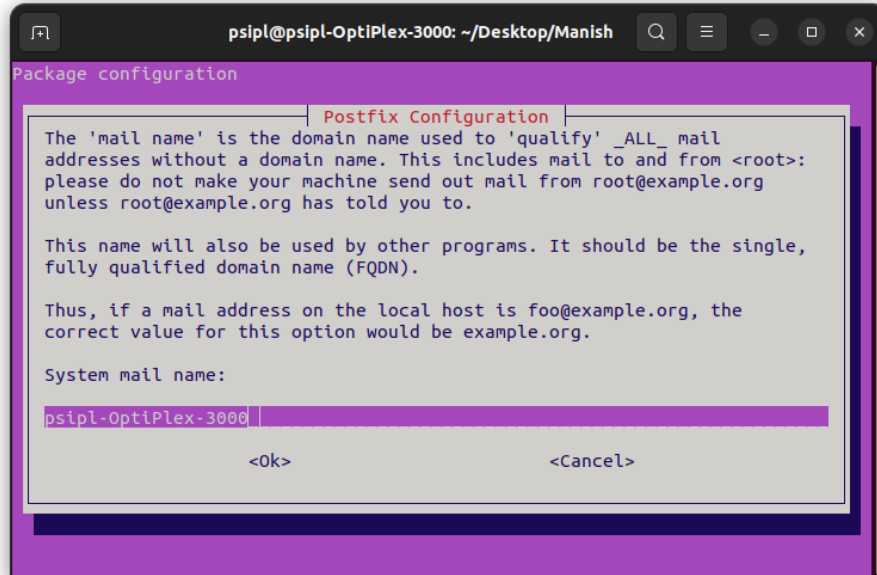 psipl@psipl-OptiPlex-3000: ~/Desktop/Manish
Package configuration
Postfix Configuration
The 'mail name' is the domain name used to 'qualify' _ALL_ mail
addresses without a domain name. This includes mail to and from <root>:
please do not make your machine send out mail from root@example.org
unless root@example.org has told you to.
This name will also be used by other programs. It should be the single,
fully qualified domain name (FQDN).
Thus, if a mail address on the local host is foo@example.org, the
correct value for this option would be example.org.
System mail name:
psipl-OptiPlex-3000
<Ok> <Cancel>